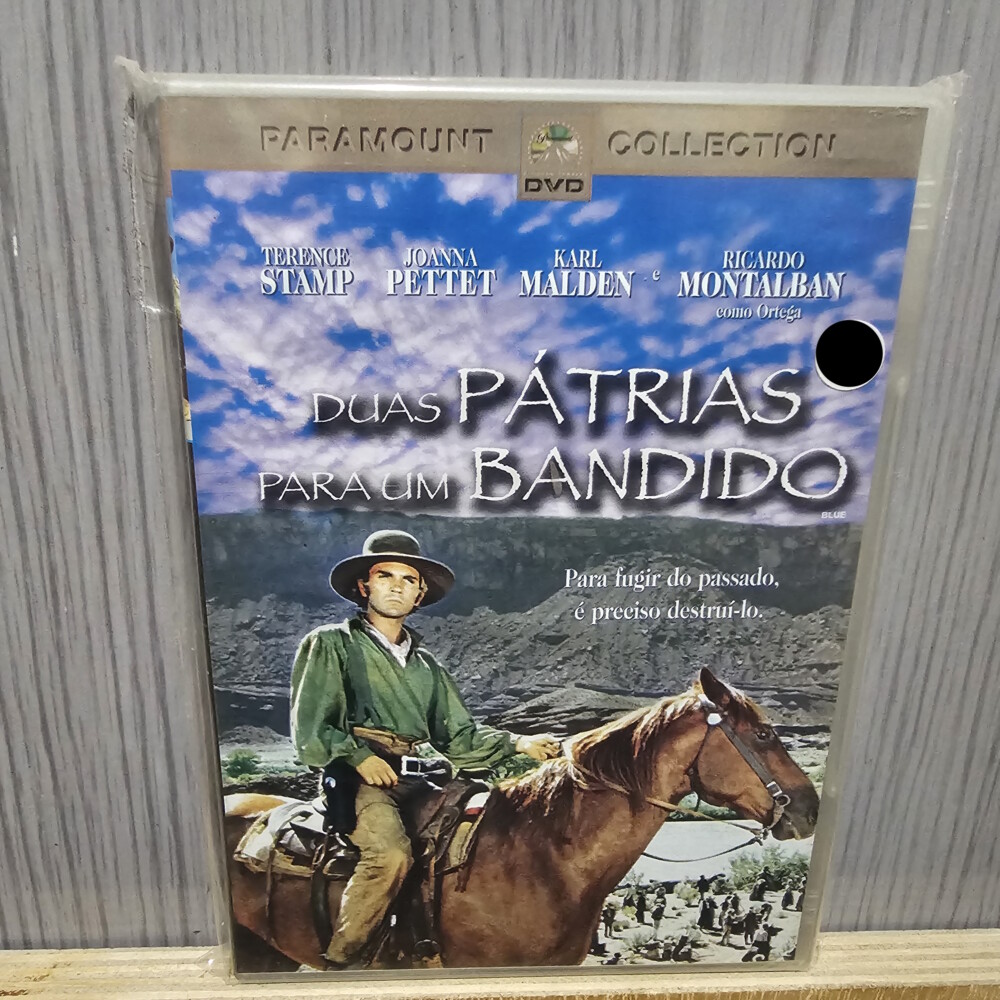 PARAMOUNT COLLECTION
DVD
TERENCE STAMP JOANNA PETTET KARL MALDEN e RICARDO MONTALBAN
como Ortega
DUAS PÁTRIAS
PARA UM BANDIDO
BLUE
Para fugir do passado,
é preciso destruí-lo.